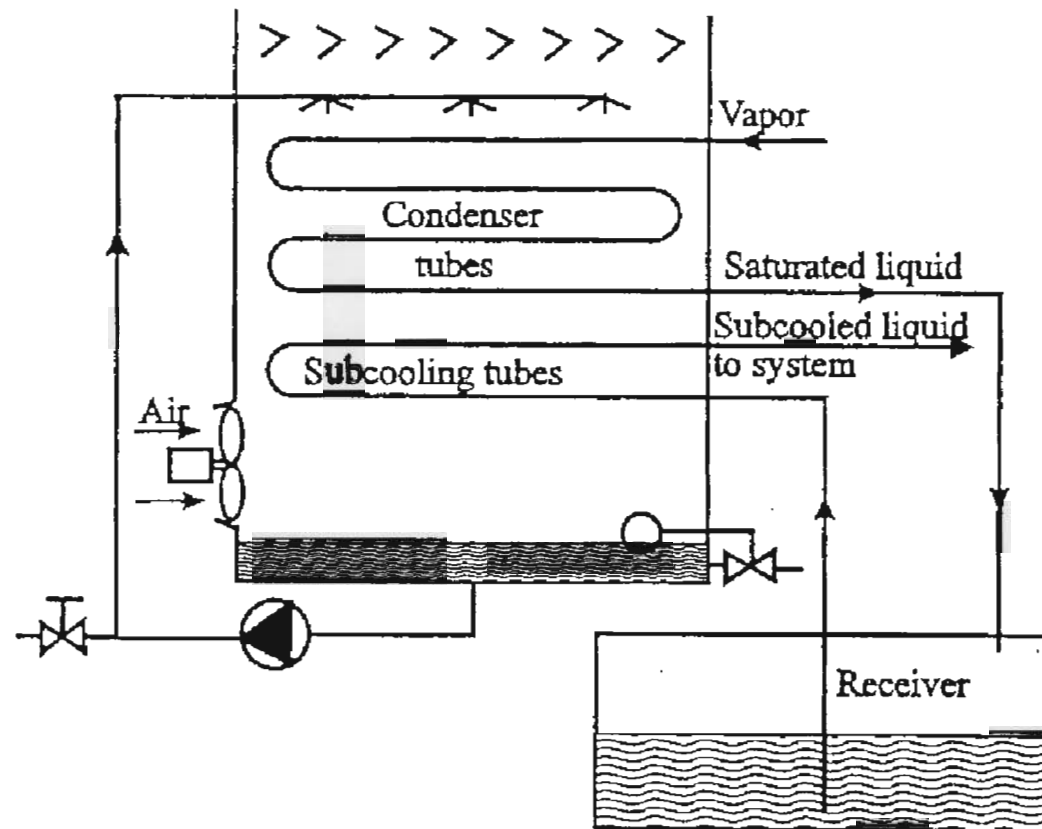 Vapor
Condenser
tubes
Saturated liquid
Subcooled liquid
to system
Subcooling tubes
Air
Receiver